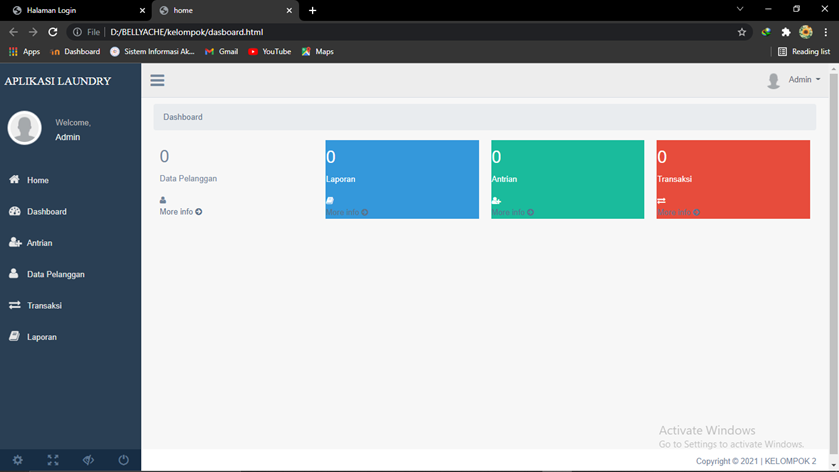 Halaman Login
home
File
D:/BELLYACHE/kelompok/dasboard.html
Apps
Dashboard
Sistem Informasi Ak...
Gmail
YouTube
Maps
Reading list
APLIKASI LAUNDRY
Welcome,
Admin
Home
Dashboard
Antrian
Data Pelanggan
Transaksi
Laporan
Admin
Dashboard
0
Data Pelanggan
More info
0
Laporan
More info
0
Antrian
More info
0
Transaksi
More info
Activate Windows
Go to Settings to activate Windows.
Copyright © 2021 | KELOMPOK 2